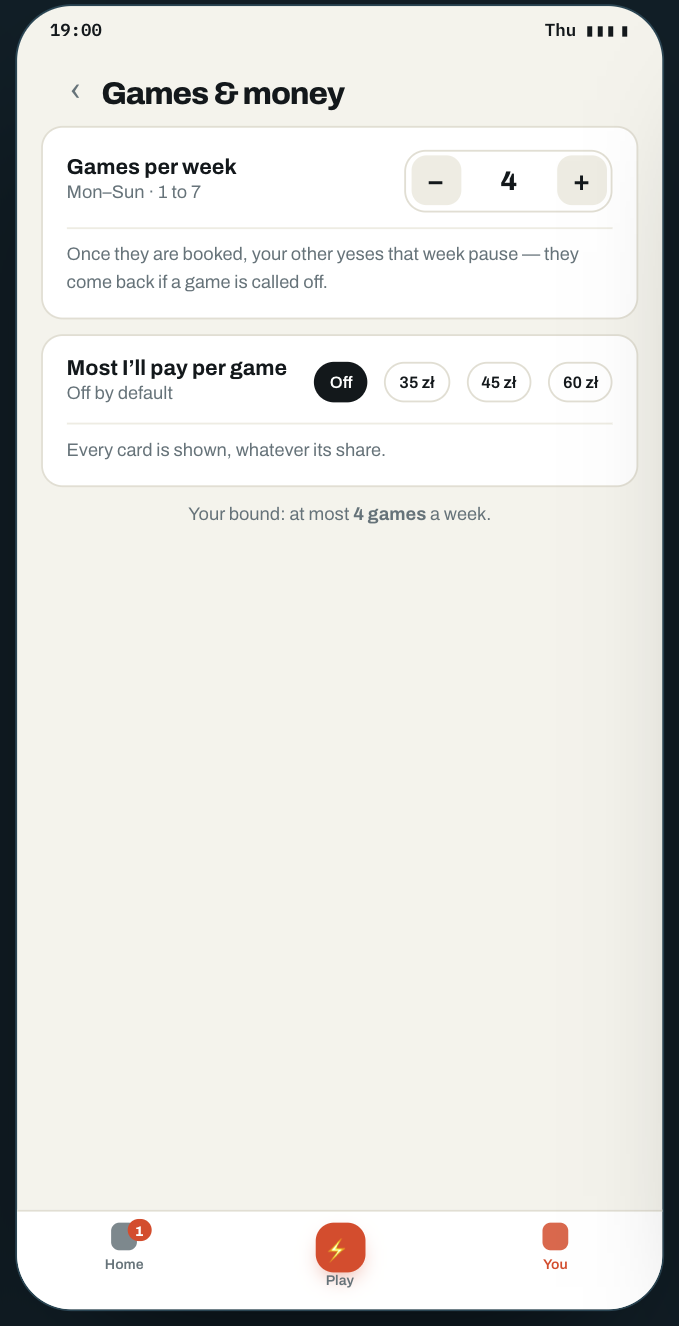 19:00 Thu
‹ Games & money
Games per week
Mon–Sun · 1 to 7
− 4 +
Once they are booked, your other yeses that week pause — they
come back if a game is called off.
Most I’ll pay per game
Off by default
Off 35 zł 45 zł 60 zł
Every card is shown, whatever its share.
Your bound: at most 4 games a week.
1
Home
Play
You